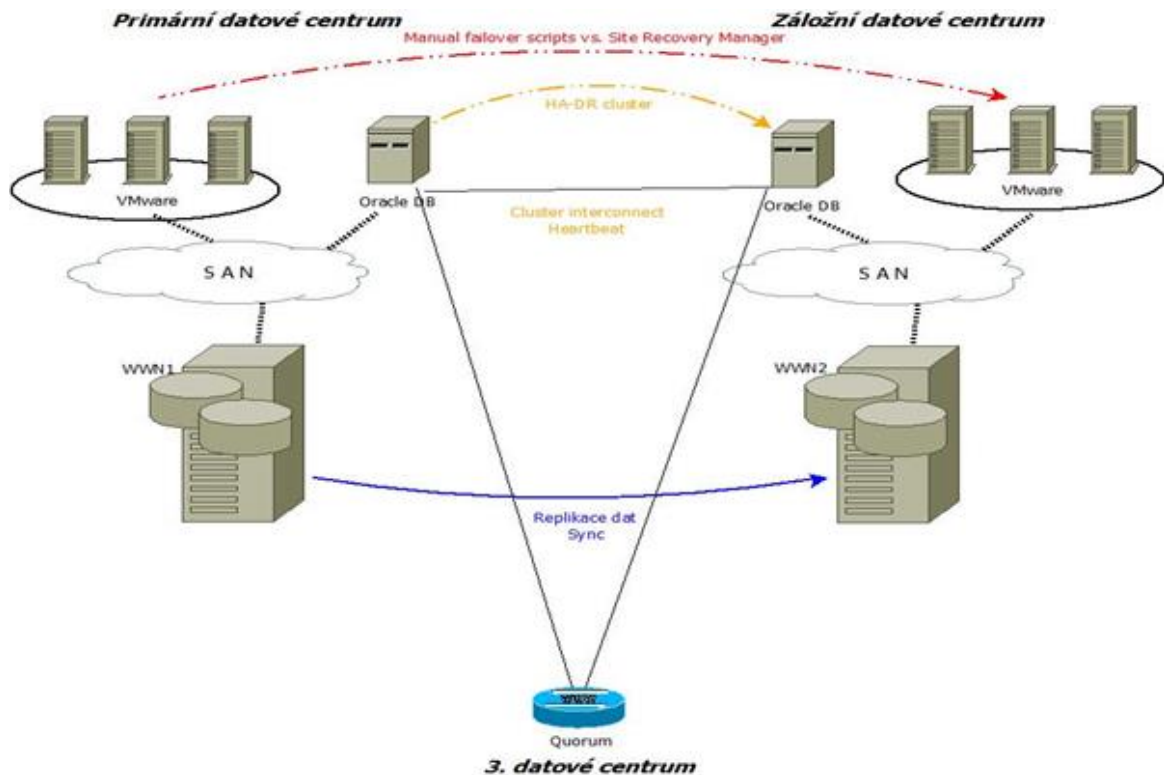 Primární datové centrum
Záložní datové centrum
Manual failover scripts vs. Site Recovery Manager
HA-DR cluster
VMware
Oracle DB
Oracle DB
VMware
Cluster interconnect
Heartbeat
S A N
S A N
WWN1
WWN2
Replikace dat
Sync
Quorum
3. datové centrum